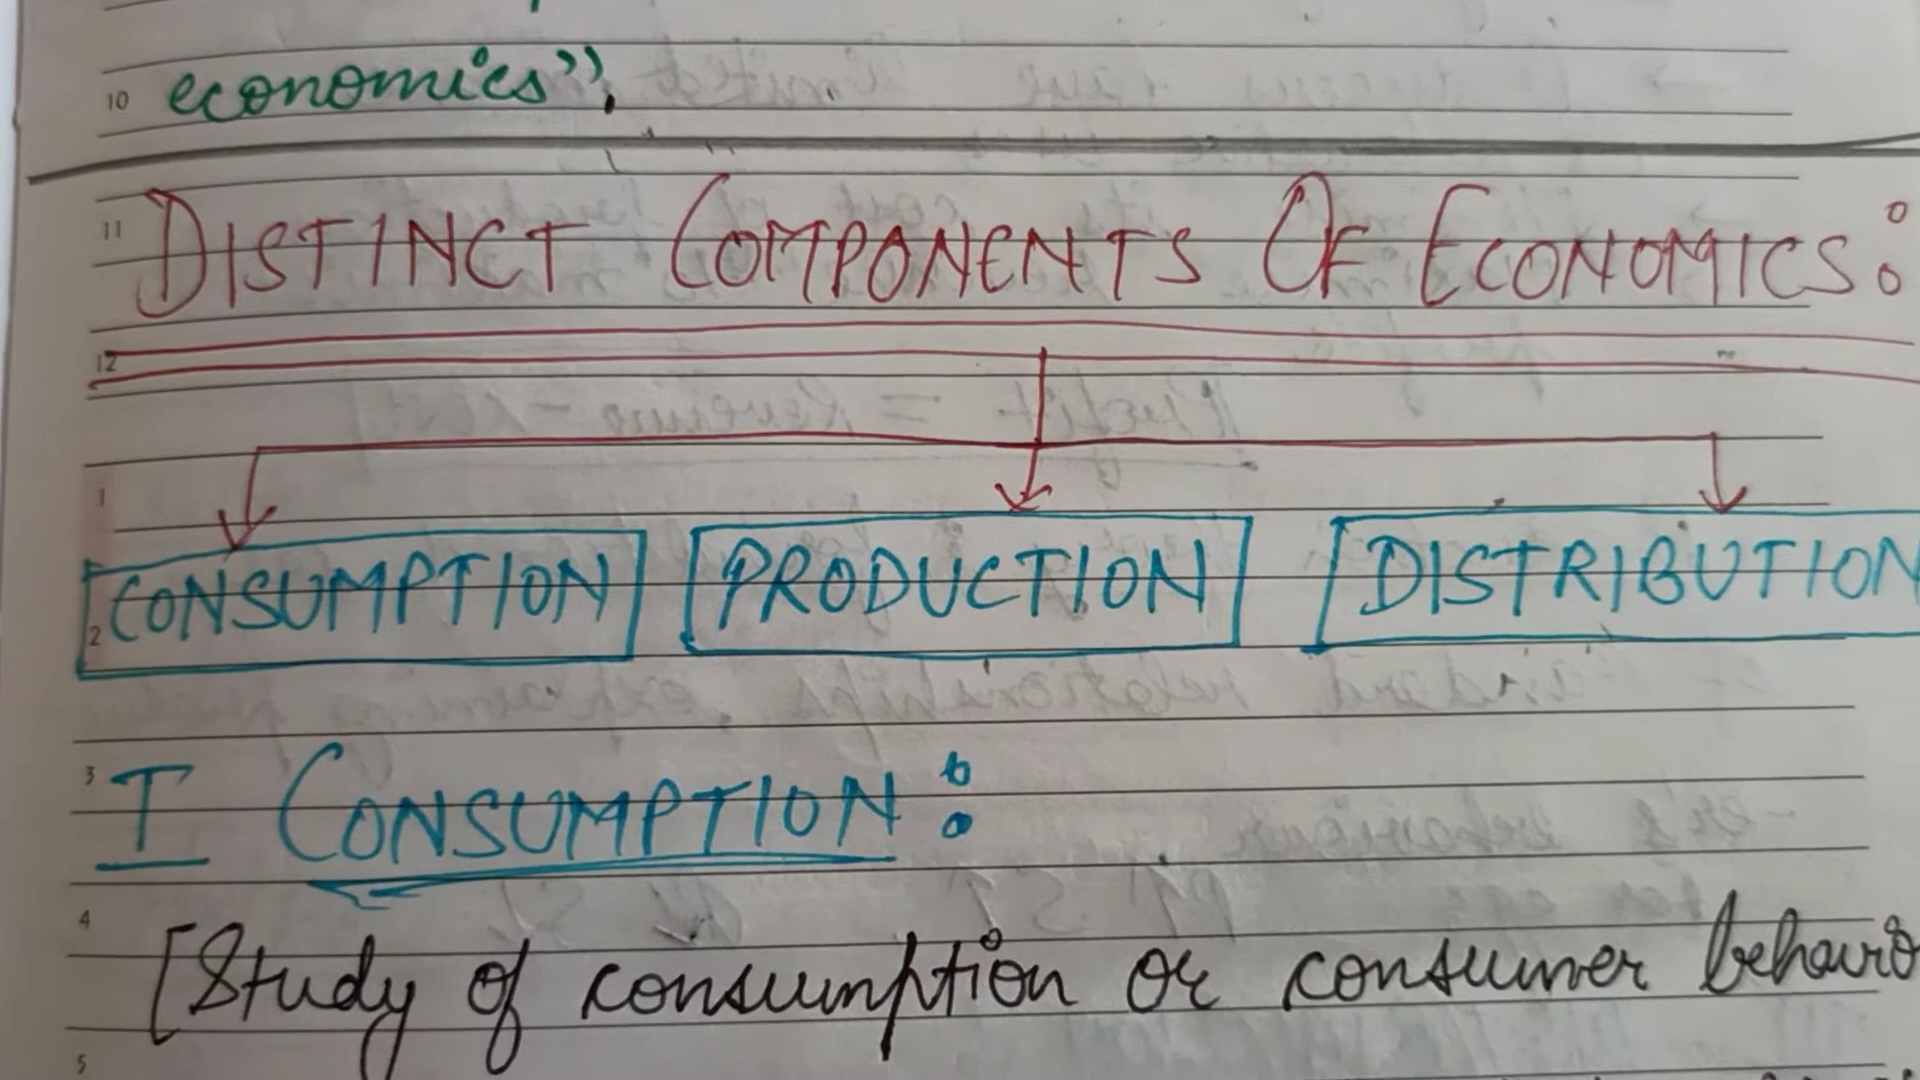 economics”,
DISTINCT COMPONENTS OF ECONOMICS:
CONSUMPTION PRODUCTION DISTRIBUTION
I CONSUMPTION:
[Study of consumption or consumer behavio